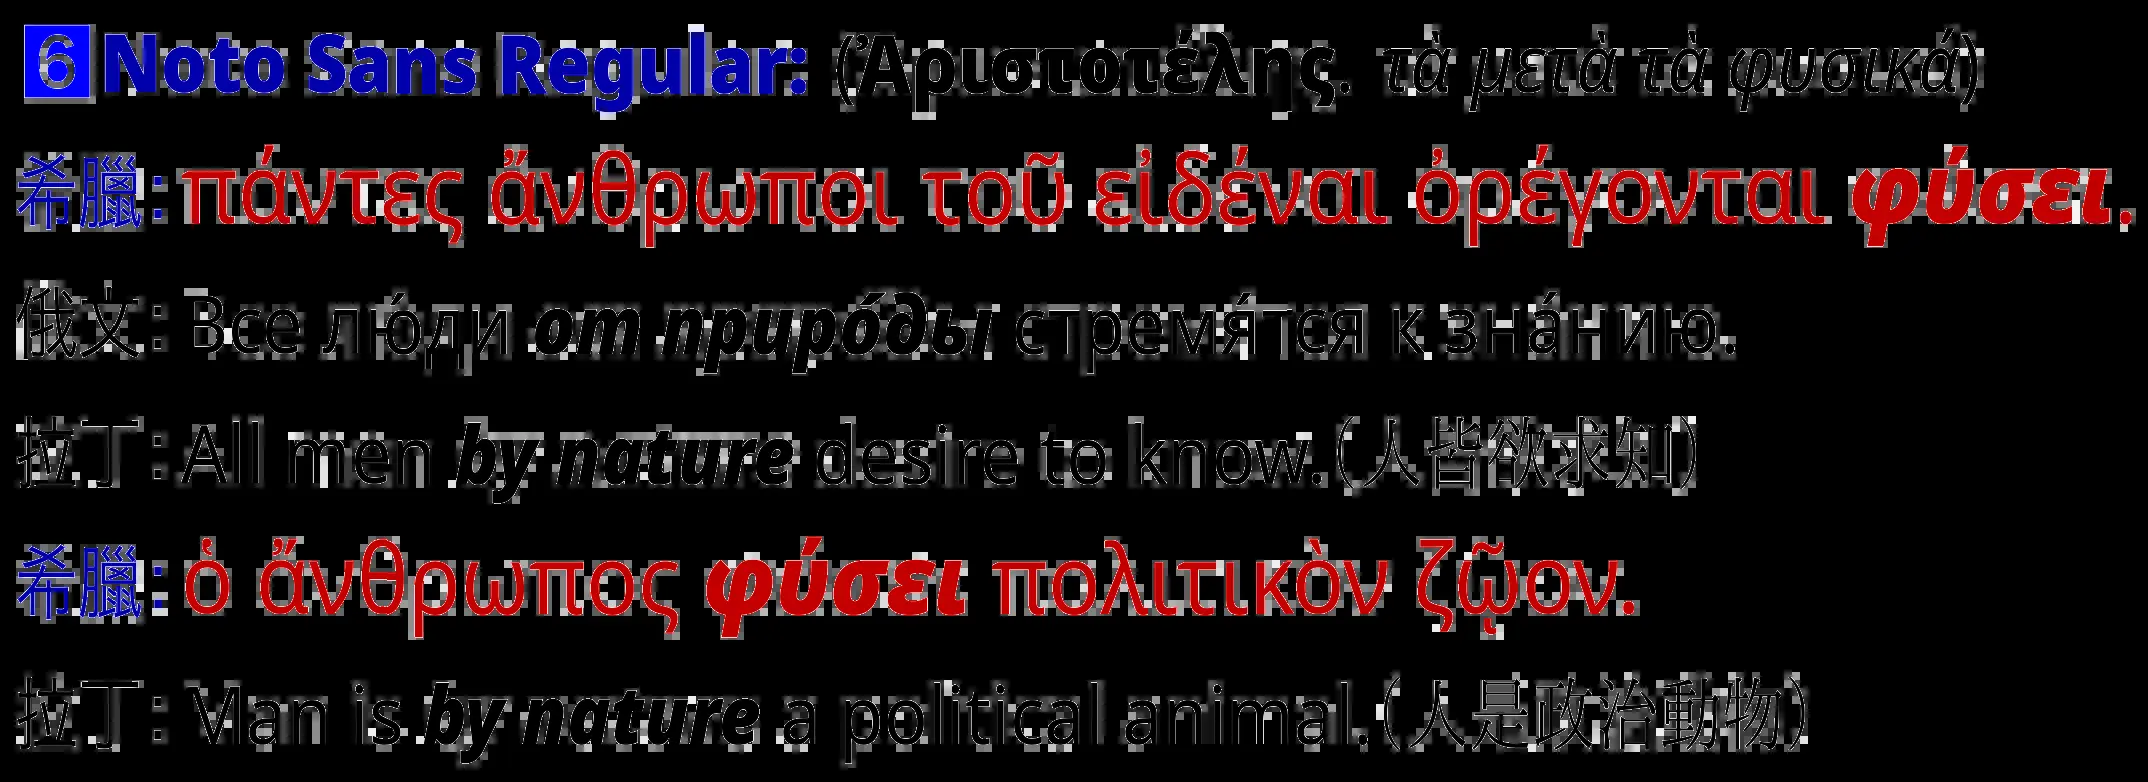 6 Noto Sans Regular: (Ἀριστοτέλης. τὰ μετὰ τὰ φυσικά)
希臘: πάντες ἄνθρωποι τοῦ εἰδέναι ὀρέγονται φύσει.
俄文: Все лю́ди от приро́ды стремя́тся к зна́нию.
拉丁: All men by nature desire to know.(人皆欲求知)
希臘: ὁ ἄνθρωπος φύσει πολιτικὸν ζῷον.
拉丁: Man is by nature a political animal.(人是政治動物)